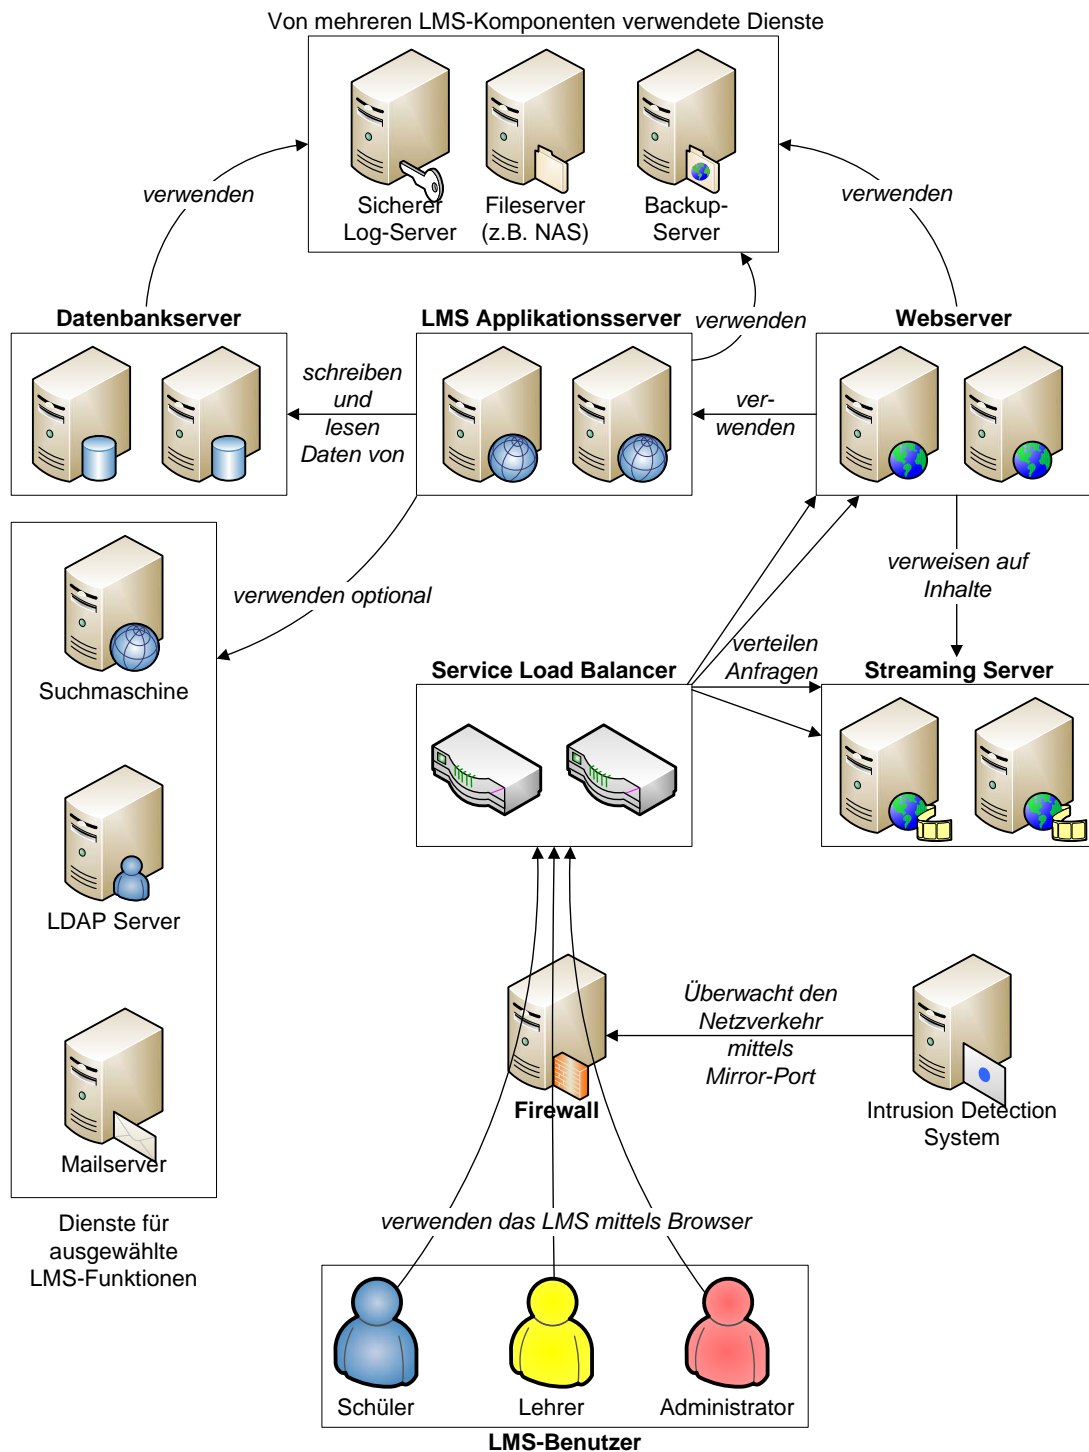 Von mehreren LMS-Komponenten verwendete Dienste
Sicherer
Log-Server
Fileserver
(z.B. NAS)
Backup-
Server
verwenden
verwenden
verwenden
Datenbankserver
LMS Applikationsserver
Webserver
schreiben
und
lesen
Daten von
ver-
wenden
verwenden optional
verweisen auf
Inhalte
Suchmaschine
LDAP Server
Mailserver
Dienste für
ausgewählte
LMS-Funktionen
Service Load Balancer
verteilen
Anfragen
Streaming Server
Firewall
Überwacht den
Netzverkehr
mittels
Mirror-Port
Intrusion Detection
System
verwenden das LMS mittels Browser
Schüler
Lehrer
Administrator
LMS-Benutzer